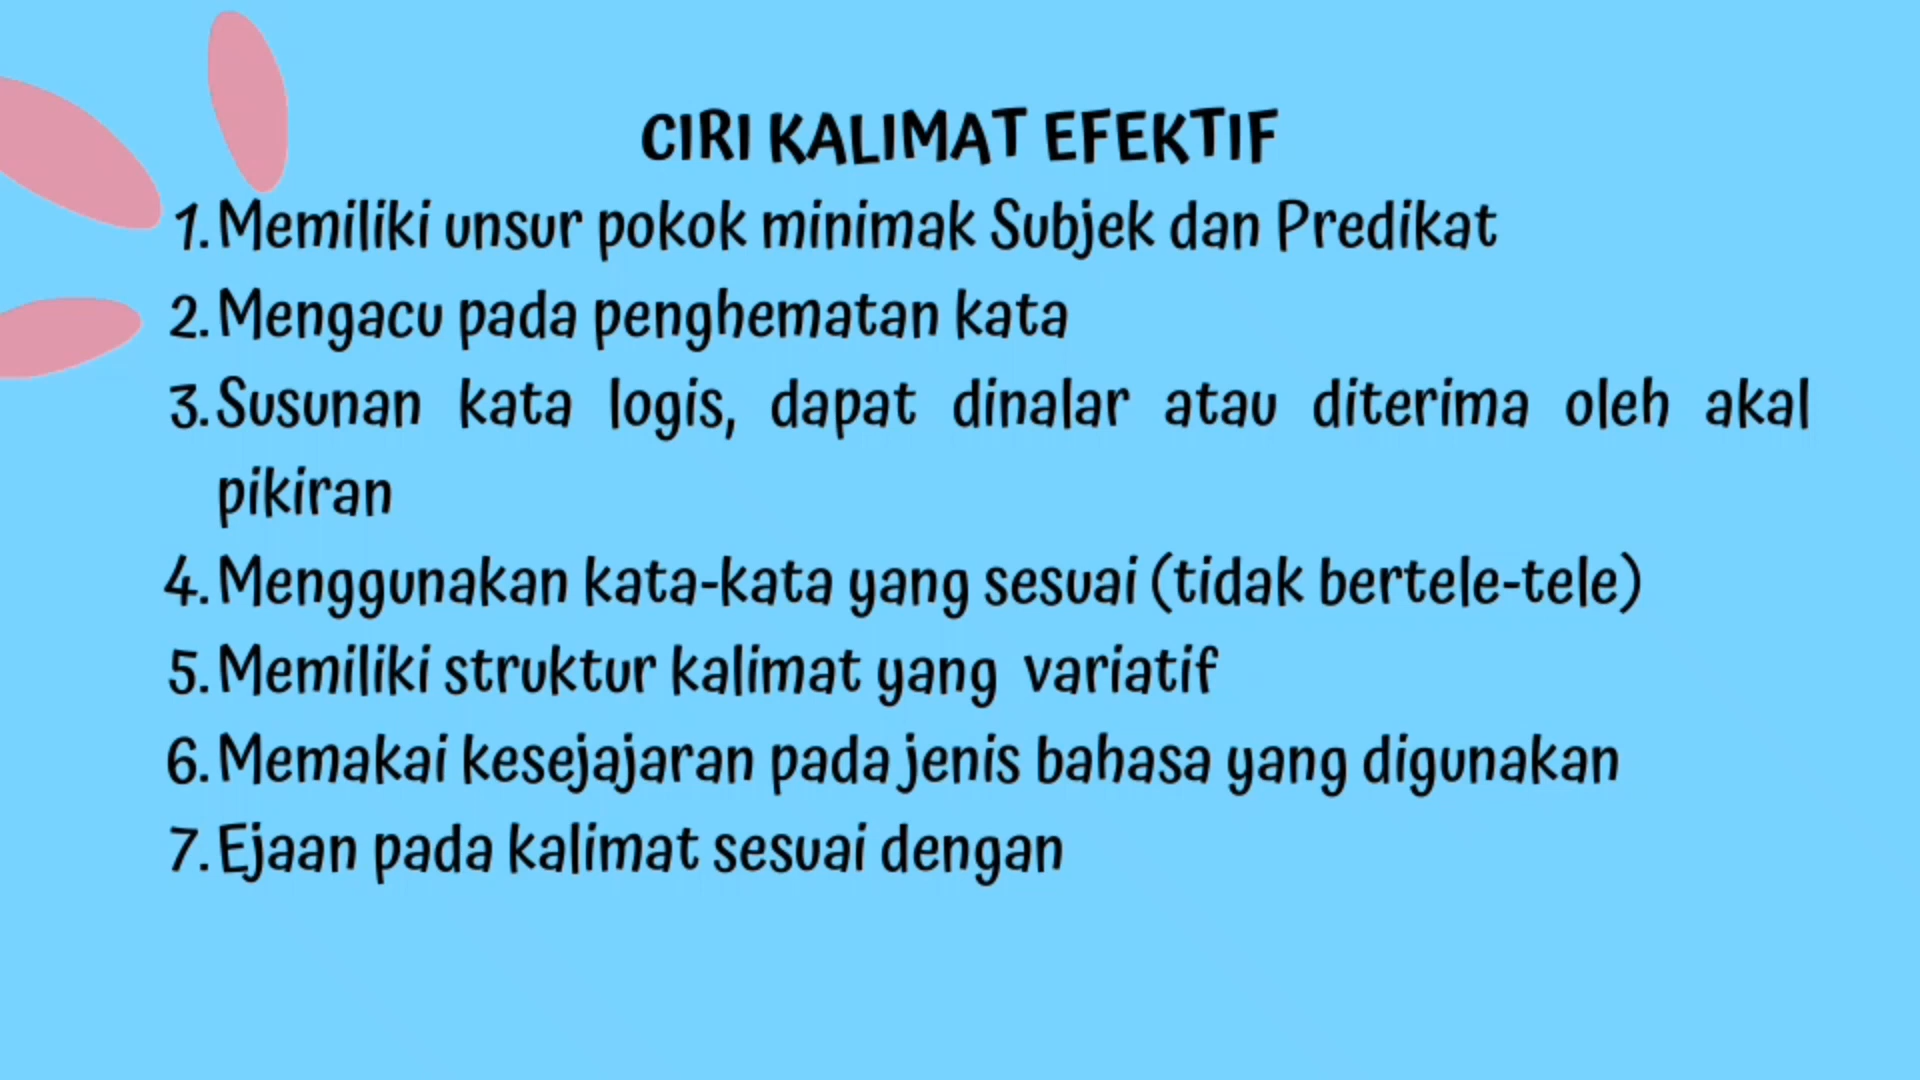 CIRI KALIMAT EFEKTIF
1. Memiliki unsur pokok minimak Subjek dan Predikat
2. Mengacu pada penghematan kata
3. Susunan kata logis, dapat dinalar atau diterima oleh akal
pikiran
4. Menggunakan kata-kata yang sesuai (tidak bertele-tele)
5. Memiliki struktur kalimat yang variatif
6. Memakai kesejajaran pada jenis bahasa yang digunakan
7. Ejaan pada kalimat sesuai dengan